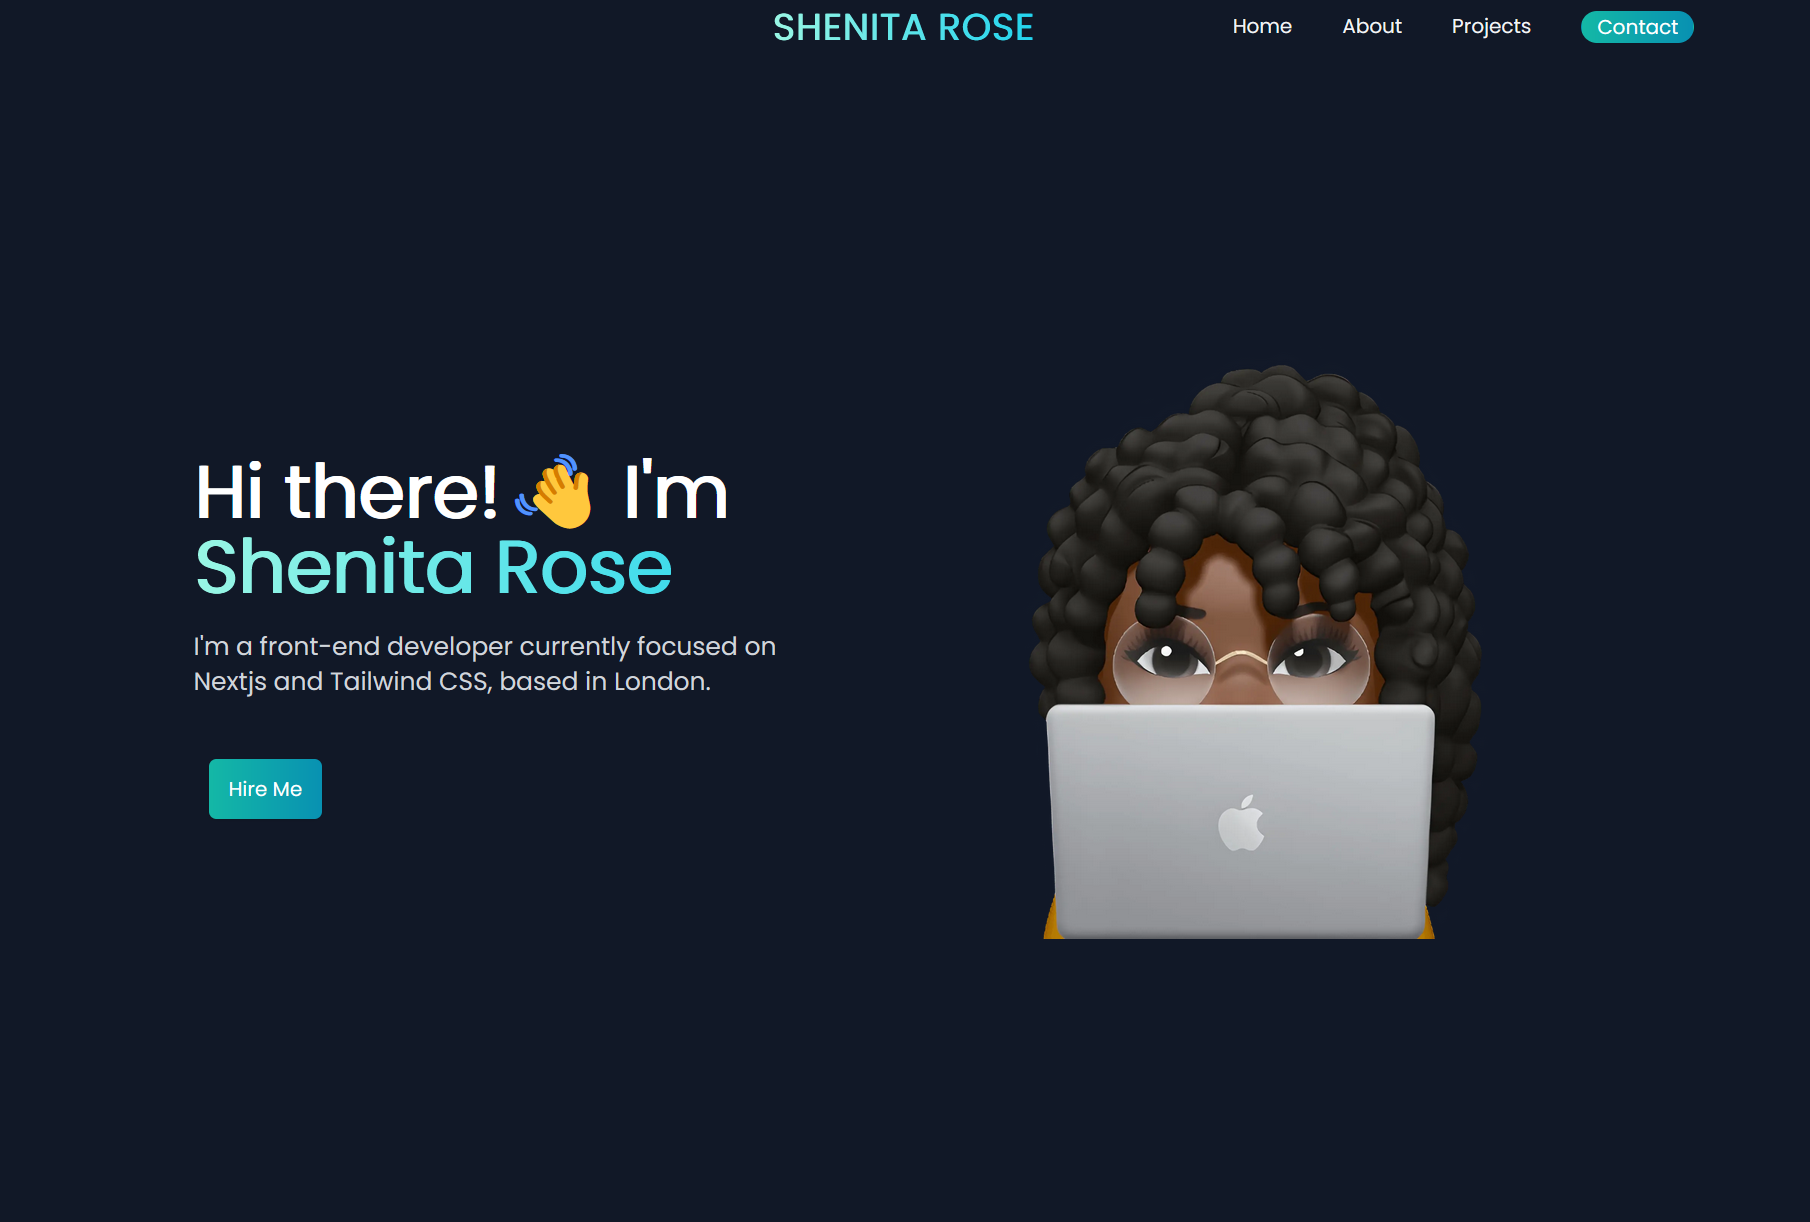 SHENITA ROSE
Home
About
Projects
Contact
Hi there! 👋 I'm
Shenita Rose
I'm a front-end developer currently focused on
Nextjs and Tailwind CSS, based in London.
Hire Me